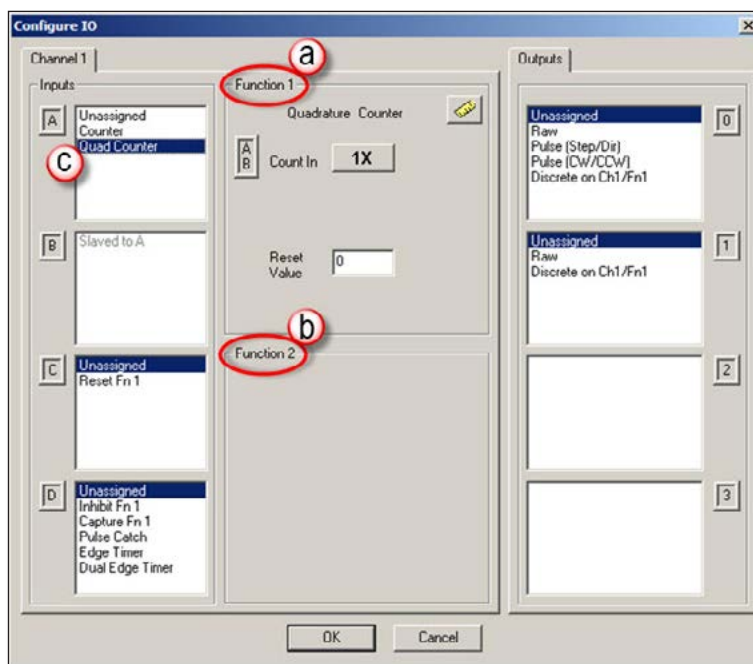 Configure IO
Channel 1
a
Outputs
Inputs
Function 1
A
Unassigned
Counter
Quad Counter
C
Quadrature Counter
A
B
Count In
1X
Reset
Value
0
B
Slaved to A
b
Function 2
C
Unassigned
Reset Fn 1
D
Unassigned
Inhibit Fn 1
Capture Fn 1
Pulse Catch
Edge Timer
Dual Edge Timer
Unassigned
Raw
Pulse (Step/Dir)
Pulse (CW/CCW)
Discrete on Ch1/Fn1
0
Unassigned
Raw
Discrete on Ch1/Fn1
1
2
3
OK
Cancel